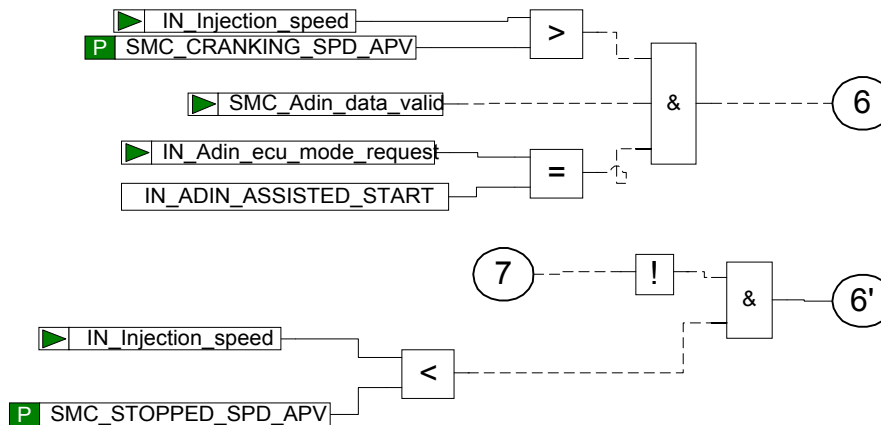 IN_Injection_speed
P SMC_CRANKING_SPD_APV
>
SMC_Adin_data_valid
&
6
IN_Adin_ecu_mode_request
=
IN_ADIN_ASSISTED_START
7
!
&
6'
IN_Injection_speed
<
P SMC_STOPPED_SPD_APV